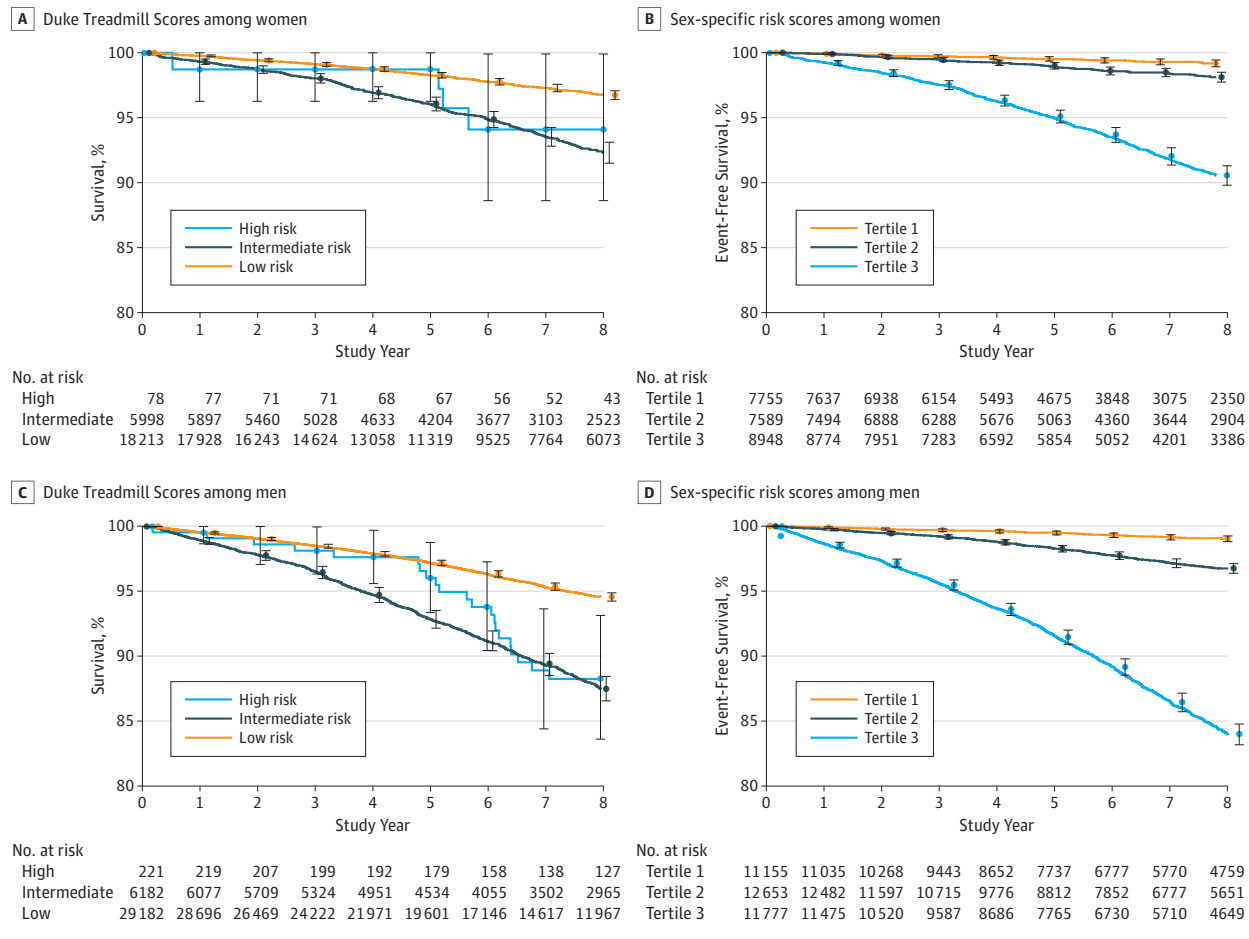 A Duke Treadmill Scores among women
100
95
90
85
80
Survival, %
High risk
Intermediate risk
Low risk
0 1 2 3 4 5 6 7 8
Study Year
No. at risk
High 78 77 71 71 68 67 56 52 43
Intermediate 5998 5897 5460 5028 4633 4204 3677 3103 2523
Low 18213 17928 16243 14624 13058 11319 9525 7764 6073
B Sex-specific risk scores among women
100
95
90
85
80
Event-Free Survival, %
Tertile 1
Tertile 2
Tertile 3
0 1 2 3 4 5 6 7 8
Study Year
No. at risk
Tertile 1 7755 7637 6938 6154 5493 4675 3848 3075 2350
Tertile 2 7589 7494 6888 6288 5676 5063 4360 3644 2904
Tertile 3 8948 8774 7951 7283 6592 5854 5052 4201 3386
C Duke Treadmill Scores among men
100
95
90
85
80
Survival, %
High risk
Intermediate risk
Low risk
0 1 2 3 4 5 6 7 8
Study Year
No. at risk
High 221 219 207 199 192 179 158 138 127
Intermediate 6182 6077 5709 5324 4951 4534 4055 3502 2965
Low 29182 28696 26469 24222 21971 19601 17146 14617 11967
D Sex-specific risk scores among men
100
95
90
85
80
Event-Free Survival, %
Tertile 1
Tertile 2
Tertile 3
0 1 2 3 4 5 6 7 8
Study Year
No. at risk
Tertile 1 11155 11035 10268 9443 8652 7737 6777 5770 4759
Tertile 2 12653 12482 11597 10715 9776 8812 7852 6777 5651
Tertile 3 11777 11475 10520 9587 8686 7765 6730 5710 4649